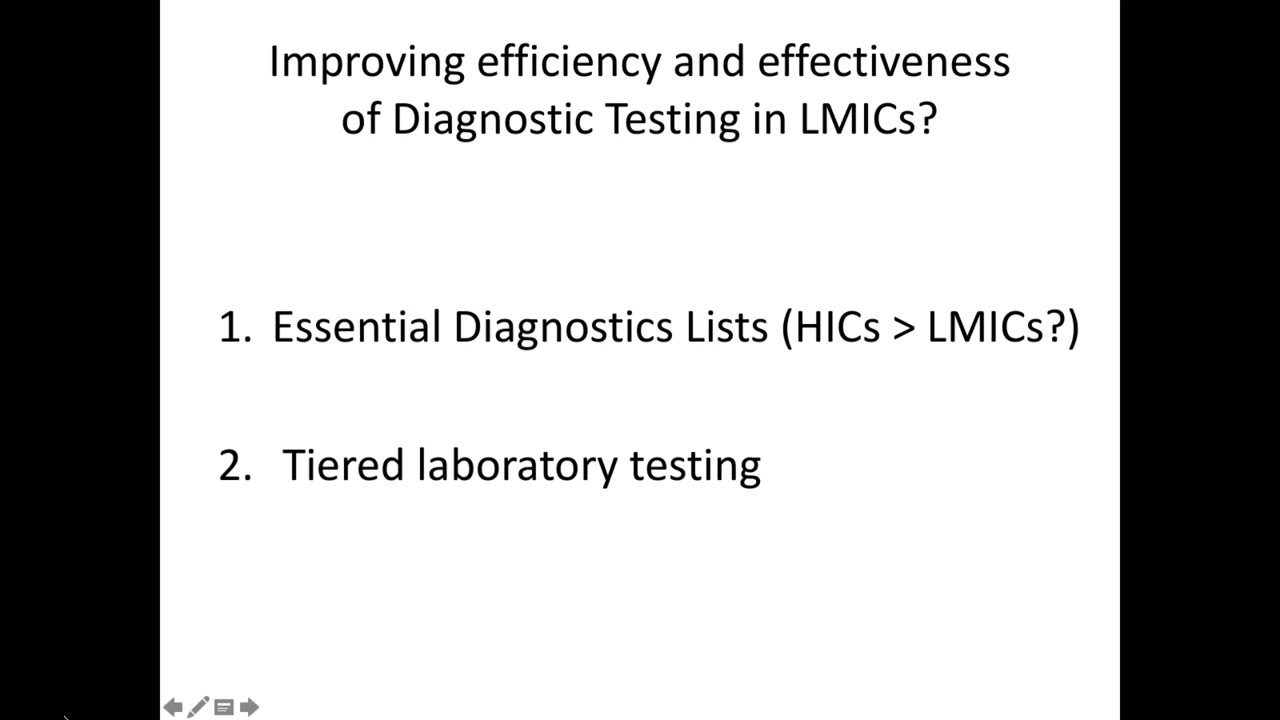 Improving efficiency and effectiveness
of Diagnostic Testing in LMICs?
1. Essential Diagnostics Lists (HICs > LMICs?)
2. Tiered laboratory testing